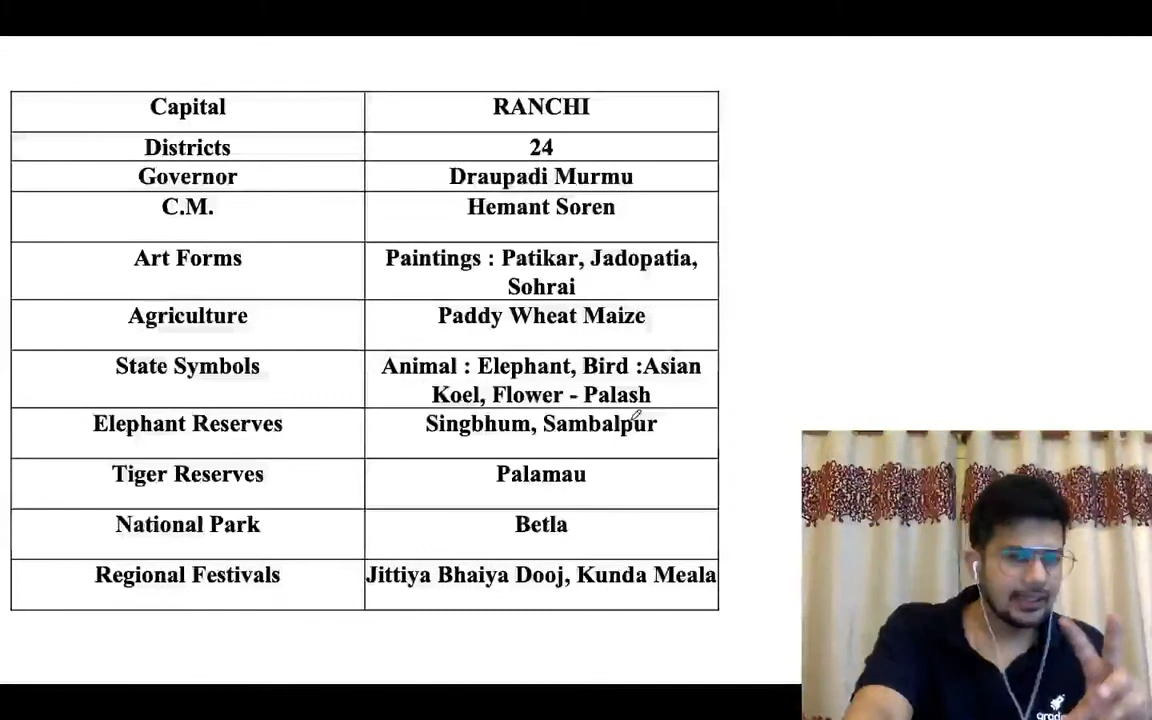 Capital RANCHI
Districts 24
Governor Draupadi Murmu
C.M. Hemant Soren
Art Forms Paintings : Patikar, Jadopatia,
Sohrai
Agriculture Paddy Wheat Maize
State Symbols Animal : Elephant, Bird :Asian
Koel, Flower - Palash
Elephant Reserves Singbhum, Sambalpur
Tiger Reserves Palamau
National Park Betla
Regional Festivals Jittiya Bhaiya Dooj, Kunda Meala